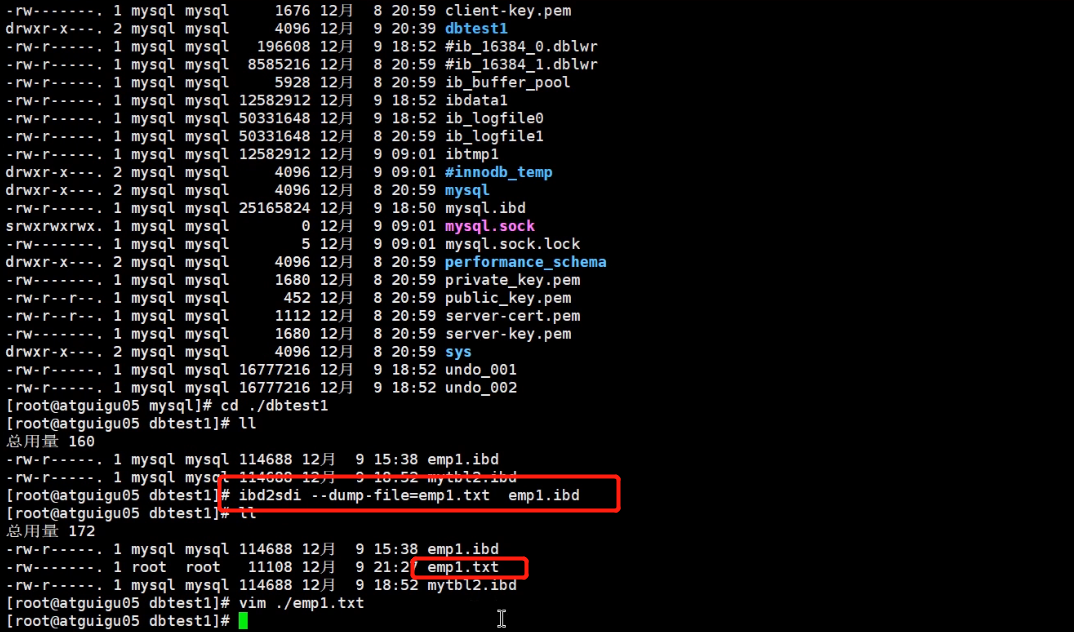 -rw-------. 1 mysql mysql     1676 12月  8 20:59 client-key.pem
drwxr-x---. 2 mysql mysql     4096 12月  9 20:39 dbtest1
-rw-r-----. 1 mysql mysql   196608 12月  9 18:52 #ib_16384_0.dblwr
-rw-r-----. 1 mysql mysql  8585216 12月  8 20:59 #ib_16384_1.dblwr
-rw-r-----. 1 mysql mysql     5928 12月  8 20:59 ib_buffer_pool
-rw-r-----. 1 mysql mysql 12582912 12月  9 18:52 ibdata1
-rw-r-----. 1 mysql mysql 50331648 12月  9 18:52 ib_logfile0
-rw-r-----. 1 mysql mysql 50331648 12月  8 20:59 ib_logfile1
-rw-r-----. 1 mysql mysql 12582912 12月  9 09:01 ibtmp1
drwxr-x---. 2 mysql mysql     4096 12月  9 09:01 #innodb_temp
drwxr-x---. 2 mysql mysql     4096 12月  8 20:59 mysql
-rw-r-----. 1 mysql mysql 25165824 12月  9 18:50 mysql.ibd
srwxrwxrwx. 1 mysql mysql        0 12月  9 09:01 mysql.sock
-rw-------. 1 mysql mysql        5 12月  9 09:01 mysql.sock.lock
drwxr-x---. 2 mysql mysql     4096 12月  8 20:59 performance_schema
-rw-------. 1 mysql mysql     1680 12月  8 20:59 private_key.pem
-rw-r--r--. 1 mysql mysql      452 12月  8 20:59 public_key.pem
-rw-r--r--. 1 mysql mysql     1112 12月  8 20:59 server-cert.pem
-rw-------. 1 mysql mysql     1680 12月  8 20:59 server-key.pem
drwxr-x---. 2 mysql mysql     4096 12月  8 20:59 sys
-rw-r-----. 1 mysql mysql 16777216 12月  9 18:52 undo_001
-rw-r-----. 1 mysql mysql 16777216 12月  9 18:52 undo_002
[root@atguigu05 mysql]# cd ./dbtest1
[root@atguigu05 dbtest1]# ll
总用量 160
-rw-r-----. 1 mysql mysql 114688 12月  9 15:38 emp1.ibd
-rw-r-----. 1 mysql mysql 114688 12月  9 18:52 mytbl2.ibd
[root@atguigu05 dbtest1]# ibd2sdi --dump-file=emp1.txt  emp1.ibd
[root@atguigu05 dbtest1]# ll
总用量 172
-rw-r-----. 1 mysql mysql 114688 12月  9 15:38 emp1.ibd
-rw-------. 1 root  root   11108 12月  9 21:27 emp1.txt
-rw-r-----. 1 mysql mysql 114688 12月  9 18:52 mytbl2.ibd
[root@atguigu05 dbtest1]# vim ./emp1.txt
[root@atguigu05 dbtest1]#